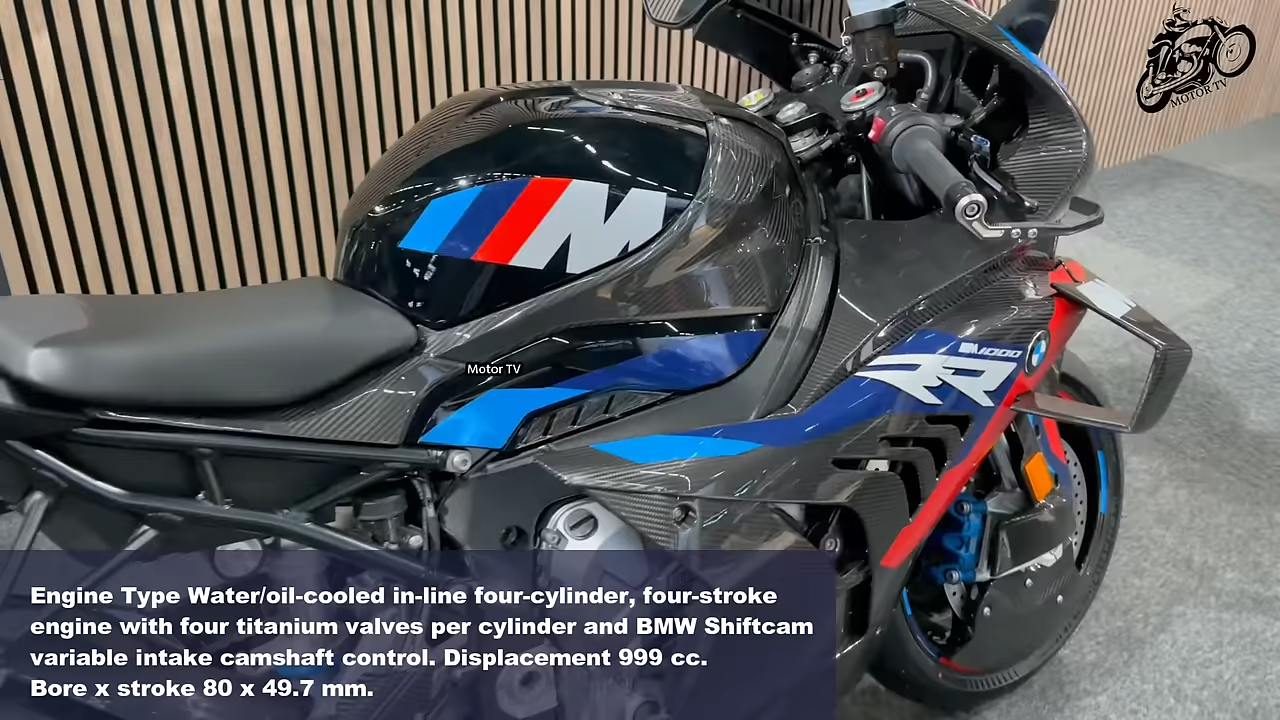 MOTOR TV
M
Motor TV
M 1000
RR
Engine Type Water/oil-cooled in-line four-cylinder, four-stroke
engine with four titanium valves per cylinder and BMW Shiftcam
variable intake camshaft control. Displacement 999 cc.
Bore x stroke 80 x 49.7 mm.